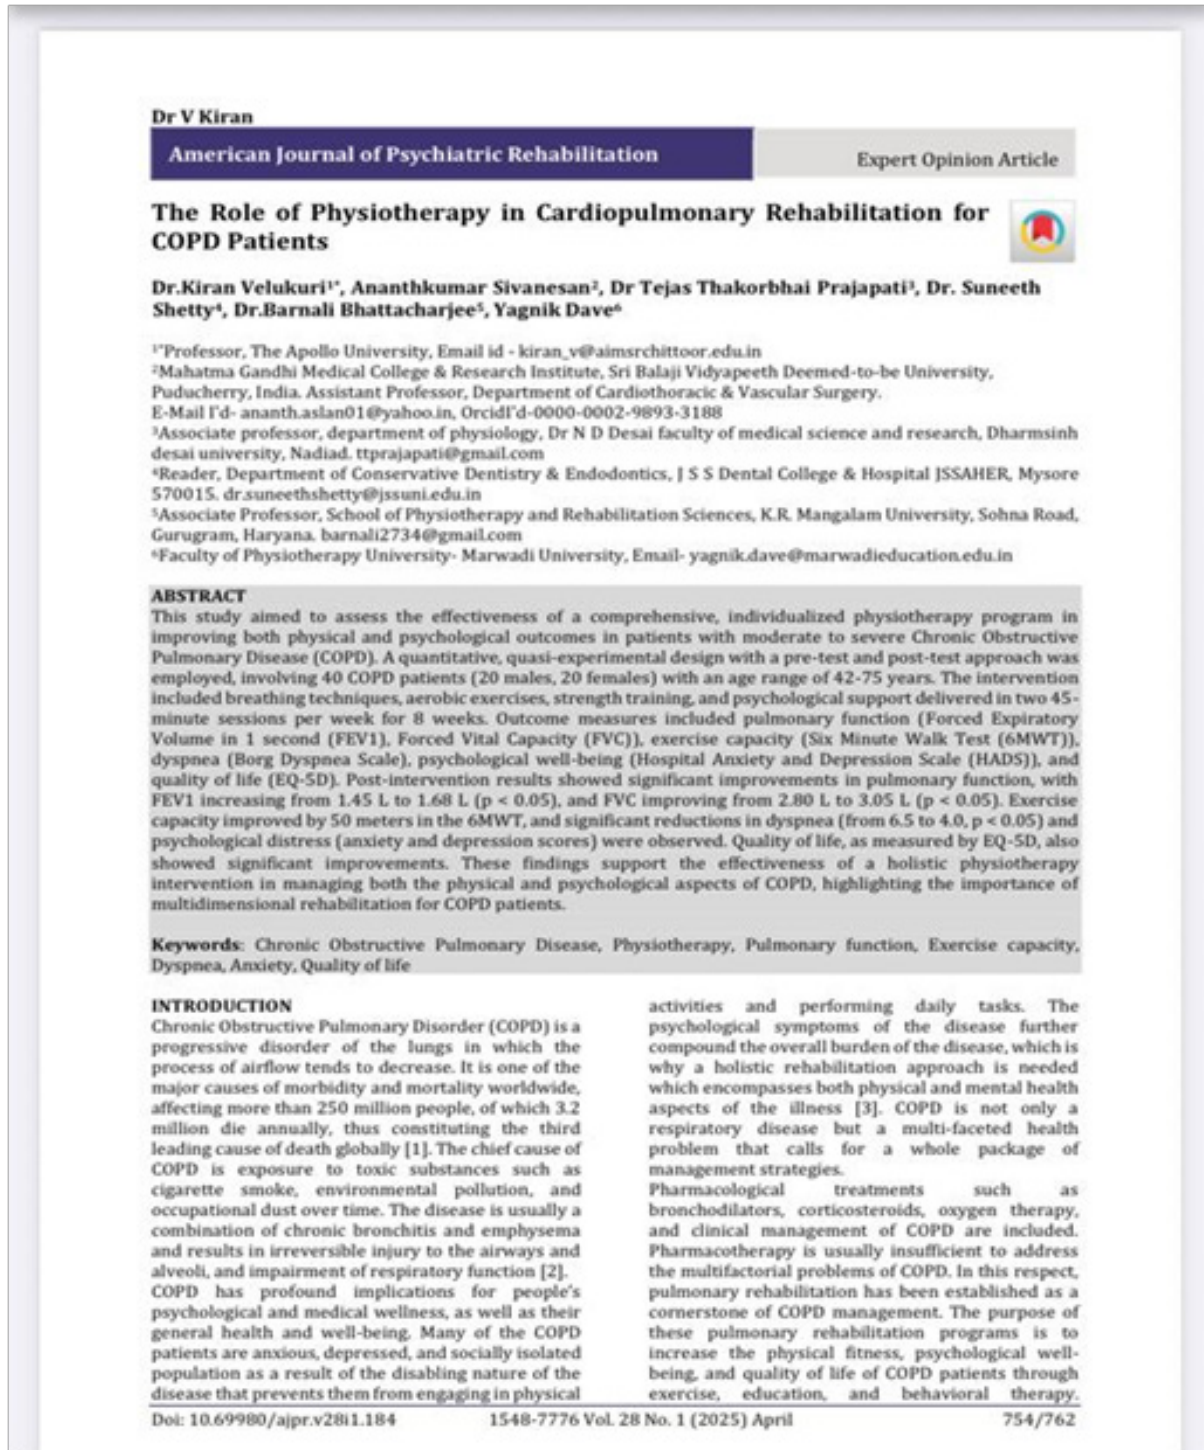 Dr V Kiran
American Journal of Psychiatric Rehabilitation
Expert Opinion Article
The Role of Physiotherapy in Cardiopulmonary Rehabilitation for
COPD Patients
Dr.Kiran Velukuri¹*, Ananthkumar Sivanesan², Dr Tejas Thakorbhai Prajapati³, Dr. Suneeth
Shetty⁴, Dr.Barnali Bhattacharjee⁵, Yagnik Dave⁶
¹*Professor, The Apollo University, Email id - kiran_v@aimsrchittoor.edu.in
²Mahatma Gandhi Medical College & Research Institute, Sri Balaji Vidyapeeth Deemed-to-be University,
Puducherry, India. Assistant Professor, Department of Cardiothoracic & Vascular Surgery.
E-Mail I'd- ananth.aslan01@yahoo.in, OrcidI'd-0000-0002-9893-3188
³Associate professor, department of physiology, Dr N D Desai faculty of medical science and research, Dharmsinh
desai university, Nadiad. ttprajapati@gmail.com
⁴Reader, Department of Conservative Dentistry & Endodontics, J S S Dental College & Hospital JSSAHER, Mysore
570015. dr.suneethshetty@jssuni.edu.in
⁵Associate Professor, School of Physiotherapy and Rehabilitation Sciences, K.R. Mangalam University, Sohna Road,
Gurugram, Haryana. barnali2734@gmail.com
⁶Faculty of Physiotherapy University- Marwadi University, Email- yagnik.dave@marwadieducation.edu.in
ABSTRACT
This study aimed to assess the effectiveness of a comprehensive, individualized physiotherapy program in
improving both physical and psychological outcomes in patients with moderate to severe Chronic Obstructive
Pulmonary Disease (COPD). A quantitative, quasi-experimental design with a pre-test and post-test approach was
employed, involving 40 COPD patients (20 males, 20 females) with an age range of 42-75 years. The intervention
included breathing techniques, aerobic exercises, strength training, and psychological support delivered in two 45-
minute sessions per week for 8 weeks. Outcome measures included pulmonary function (Forced Expiratory
Volume in 1 second (FEV1), Forced Vital Capacity (FVC)), exercise capacity (Six Minute Walk Test (6MWT)),
dyspnea (Borg Dyspnea Scale), psychological well-being (Hospital Anxiety and Depression Scale (HADS)), and
quality of life (EQ-5D). Post-intervention results showed significant improvements in pulmonary function, with
FEV1 increasing from 1.45 L to 1.68 L (p < 0.05), and FVC improving from 2.80 L to 3.05 L (p < 0.05). Exercise
capacity improved by 50 meters in the 6MWT, and significant reductions in dyspnea (from 6.5 to 4.0, p < 0.05) and
psychological distress (anxiety and depression scores) were observed. Quality of life, as measured by EQ-5D, also
showed significant improvements. These findings support the effectiveness of a holistic physiotherapy
intervention in managing both the physical and psychological aspects of COPD, highlighting the importance of
multidimensional rehabilitation for COPD patients.
Keywords: Chronic Obstructive Pulmonary Disease, Physiotherapy, Pulmonary function, Exercise capacity,
Dyspnea, Anxiety, Quality of life
INTRODUCTION
Chronic Obstructive Pulmonary Disorder (COPD) is a
progressive disorder of the lungs in which the
process of airflow tends to decrease. It is one of the
major causes of morbidity and mortality worldwide,
affecting more than 250 million people, of which 3.2
million die annually, thus constituting the third
leading cause of death globally [1]. The chief cause of
COPD is exposure to toxic substances such as
cigarette smoke, environmental pollution, and
occupational dust over time. The disease is usually a
combination of chronic bronchitis and emphysema
and results in irreversible injury to the airways and
alveoli, and impairment of respiratory function [2].
COPD has profound implications for people's
psychological and medical wellness, as well as their
general health and well-being. Many of the COPD
patients are anxious, depressed, and socially isolated
population as a result of the disabling nature of the
disease that prevents them from engaging in physical
activities and performing daily tasks. The
psychological symptoms of the disease further
compound the overall burden of the disease, which is
why a holistic rehabilitation approach is needed
which encompasses both physical and mental health
aspects of the illness [3]. COPD is not only a
respiratory disease but a multi-faceted health
problem that calls for a whole package of
management strategies.
Pharmacological treatments such as
bronchodilators, corticosteroids, oxygen therapy,
and clinical management of COPD are included.
Pharmacotherapy is usually insufficient to address
the multifactorial problems of COPD. In this respect,
pulmonary rehabilitation has been established as a
cornerstone of COPD management. The purpose of
these pulmonary rehabilitation programs is to
increase the physical fitness, psychological well-
being, and quality of life of COPD patients through
exercise, education, and behavioral therapy.
Doi: 10.69980/ajpr.v28i1.184
1548-7776 Vol. 28 No. 1 (2025) April
754/762